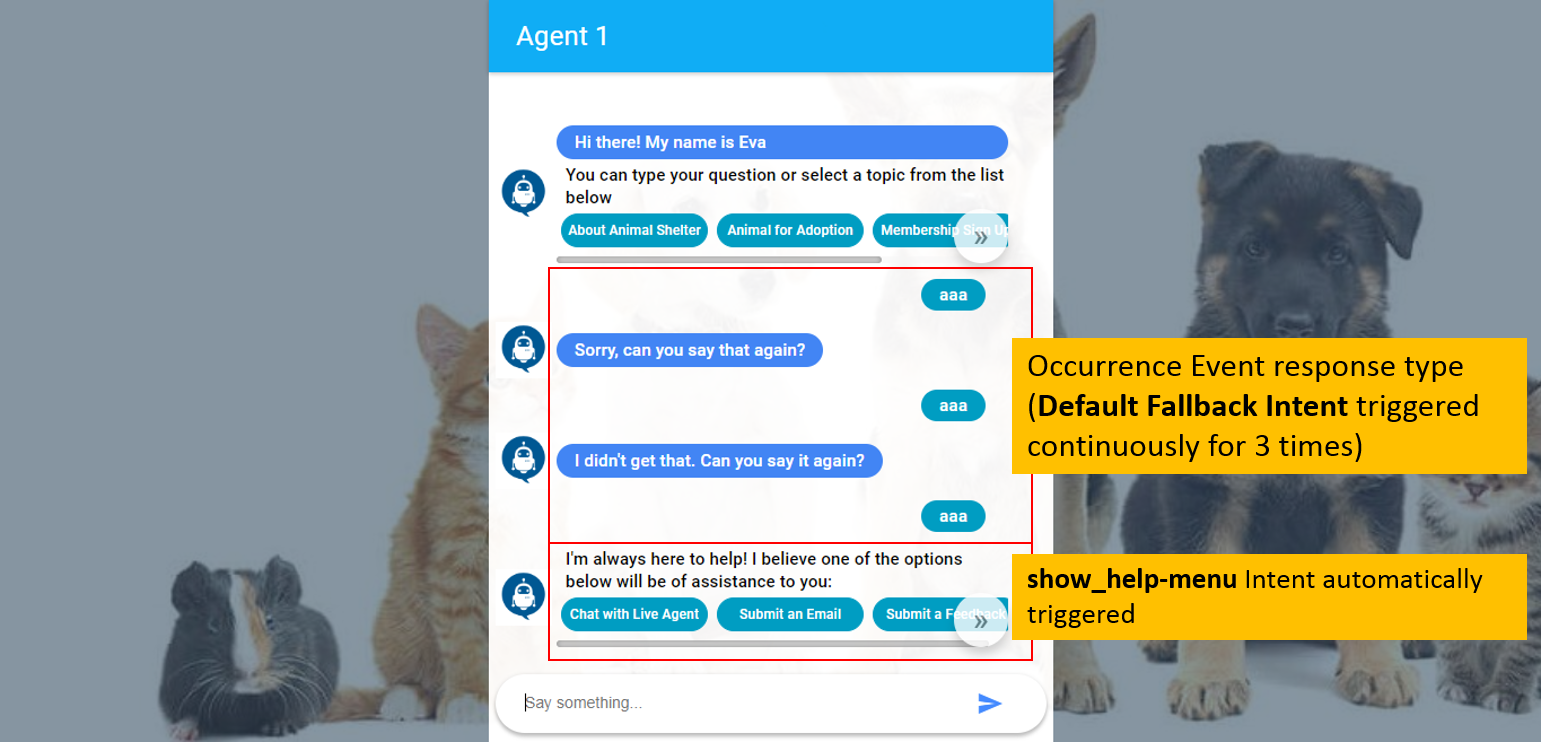 Agent 1
Hi there! My name is Eva
You can type your question or select a topic from the list
below
About Animal Shelter
Animal for Adoption
Membership Sign Up
aaa
Sorry, can you say that again?
aaa
I didn't get that. Can you say it again?
aaa
Occurrence Event response type
(Default Fallback Intent triggered
continuously for 3 times)
I'm always here to help! I believe one of the options
below will be of assistance to you:
Chat with Live Agent
Submit an Email
Submit a Feedback
show_help-menu Intent automatically
triggered
Say something...